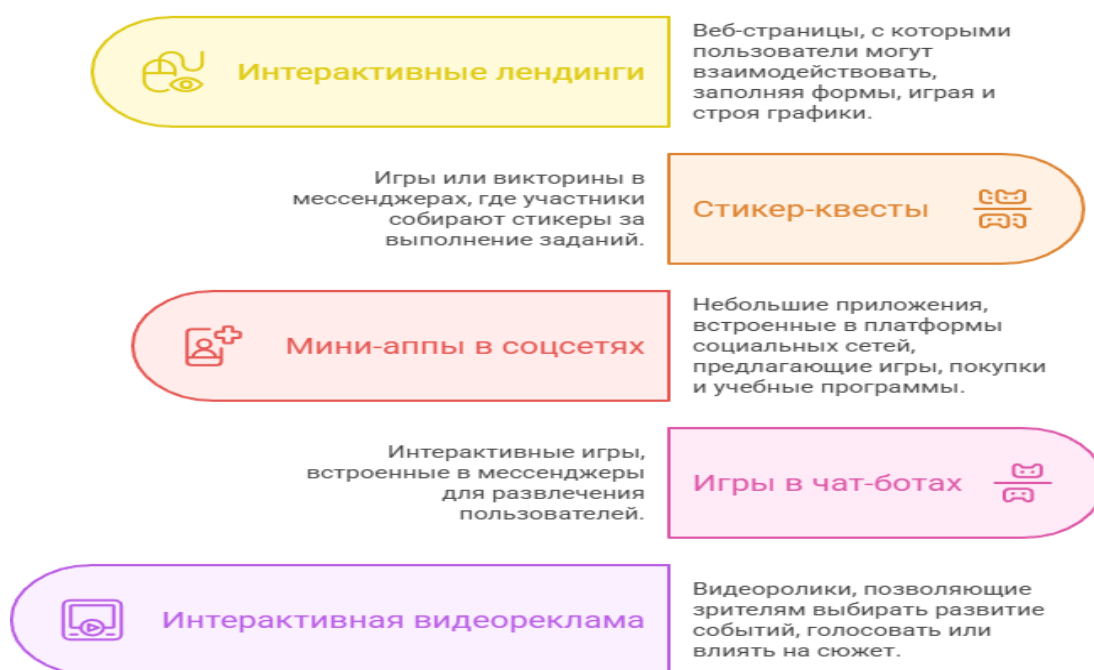 Интерактивные лендинги
Веб-страницы, с которыми
пользователи могут
взаимодействовать,
заполняя формы, играя и
строя графики.
Игры или викторины в
мессенджерах, где участники
собирают стикеры за
выполнение заданий.
Стикер-квесты
Мини-аппы в соцсетях
Небольшие приложения,
встроенные в платформы
социальных сетей,
предлагающие игры, покупки
и учебные программы.
Интерактивные игры,
встроенные в мессенджеры
для развлечения
пользователей.
Игры в чат-ботах
Интерактивная видеореклама
Видеоролики, позволяющие
зрителям выбирать развитие
событий, голосовать или
влиять на сюжет.